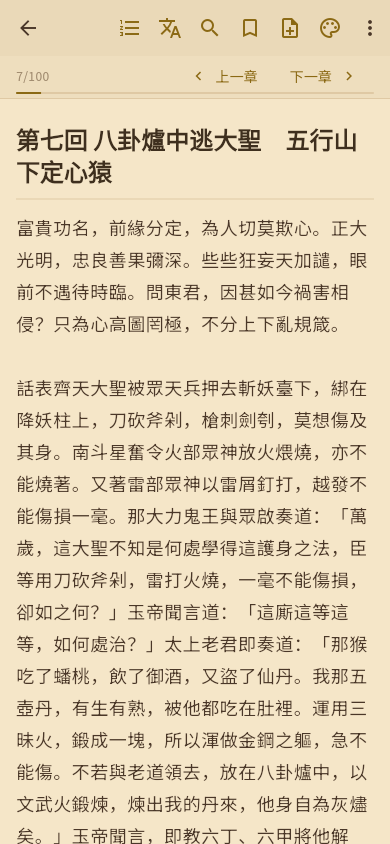 7/100
上一章
下一章
第七回 八卦爐中逃大聖　五行山
下定心猿
富貴功名，前緣分定，為人切莫欺心。正大
光明，忠良善果彌深。些些狂妄天加譴，眼
前不遇待時臨。問東君，因甚如今禍害相
侵？只為心高圖罔極，不分上下亂規箴。
話表齊天大聖被眾天兵押去斬妖臺下，綁在
降妖柱上，刀砍斧剁，槍刺劍刳，莫想傷及
其身。南斗星奮令火部眾神放火煨燒，亦不
能燒著。又著雷部眾神以雷屑釘打，越發不
能傷損一毫。那大力鬼王與眾啟奏道：「萬
歲，這大聖不知是何處學得這護身之法，臣
等用刀砍斧剁，雷打火燒，一毫不能傷損，
卻如之何？」玉帝聞言道：「這廝這等這
等，如何處治？」太上老君即奏道：「那猴
吃了蟠桃，飲了御酒，又盜了仙丹。我那五
壺丹，有生有熟，被他都吃在肚裡。運用三
昧火，鍛成一塊，所以渾做金鋼之軀，急不
能傷。不若與老道領去，放在八卦爐中，以
文武火鍛煉，煉出我的丹來，他身自為灰燼
矣。」玉帝聞言，即教六丁、六甲將他解